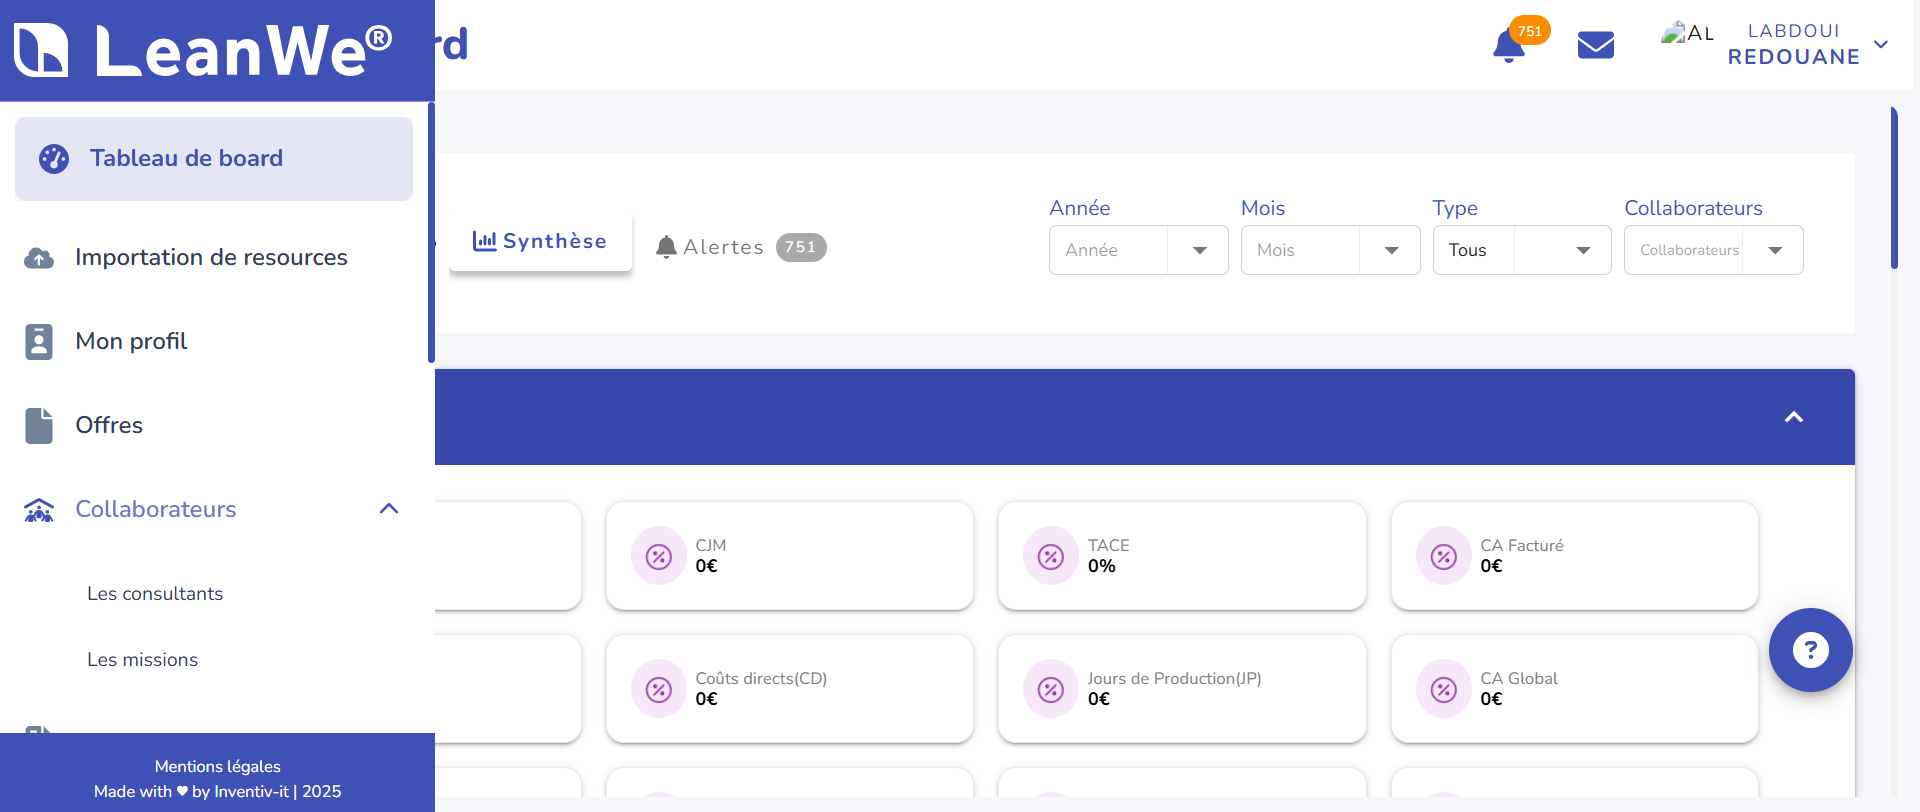 LeanWe®
rd
751
AL
LABDOUI
REDOUANE
Tableau de board
Importation de resources
Mon profil
Offres
Collaborateurs
Les consultants
Les missions
Mentions légales
Made with ♥ by Inventiv-it | 2025
Synthèse
Alertes 751
Année
Mois
Type
Collaborateurs
Année
Mois
Tous
Collaborateurs
CJM
0€
TACE
0%
CA Facturé
0€
Coûts directs(CD)
0€
Jours de Production(JP)
0€
CA Global
0€
?